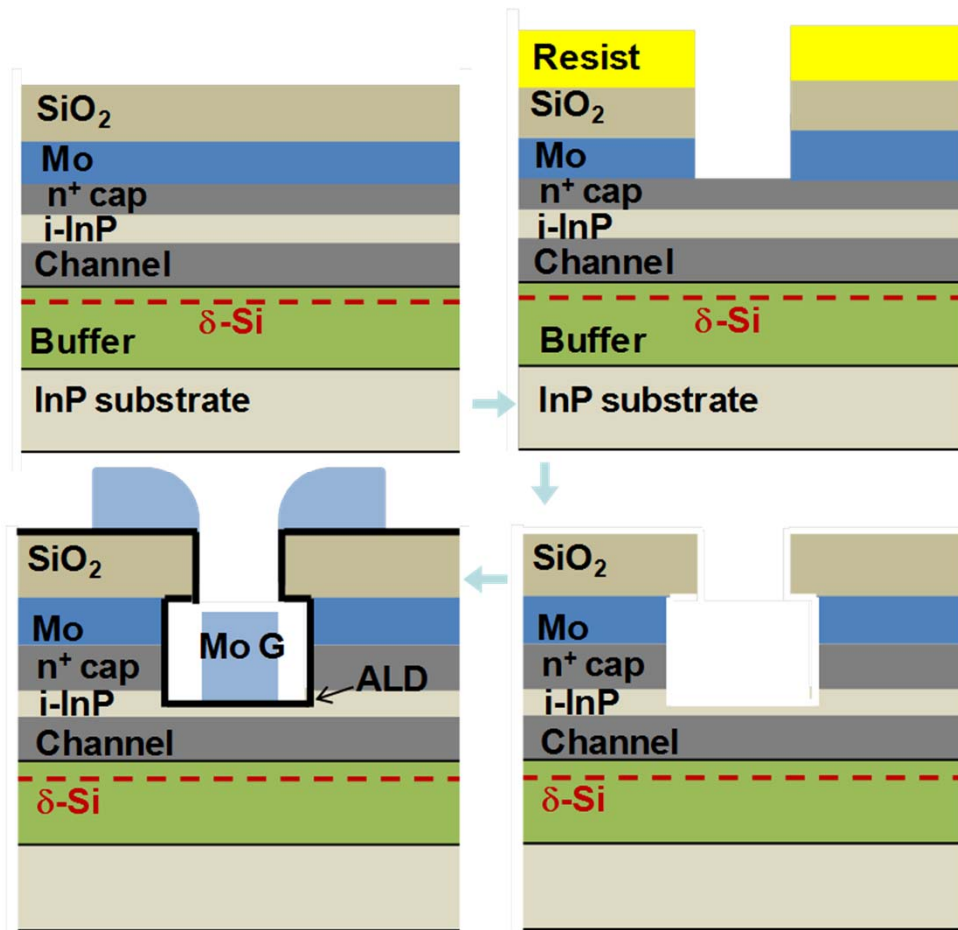 SiO₂
Mo
n⁺ cap
i-InP
Channel
δ-Si
Buffer
InP substrate
Resist
SiO₂
Mo
n⁺ cap
i-InP
Channel
δ-Si
Buffer
InP substrate
SiO₂
Mo
Mo G
n⁺ cap
ALD
i-InP
Channel
δ-Si
SiO₂
Mo
n⁺ cap
i-InP
Channel
δ-Si